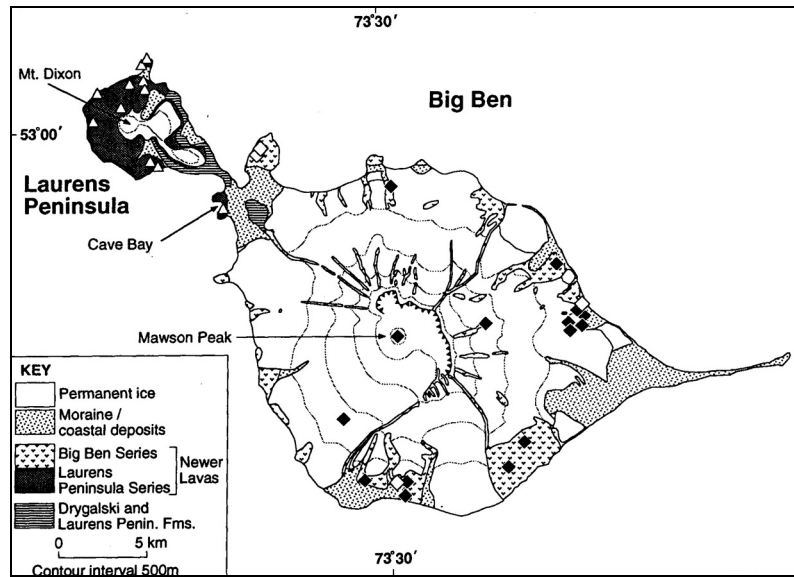 73°30'
Mt. Dixon
Big Ben
53°00'
Laurens
Peninsula
Cave Bay
Mawson Peak
KEY
Permanent ice
Moraine /
coastal deposits
Big Ben Series
Laurens
Peninsula Series
Newer
Lavas
Drygalski and
Laurens Penin. Fms.
0 5 km
Contour interval 500m
73°30'